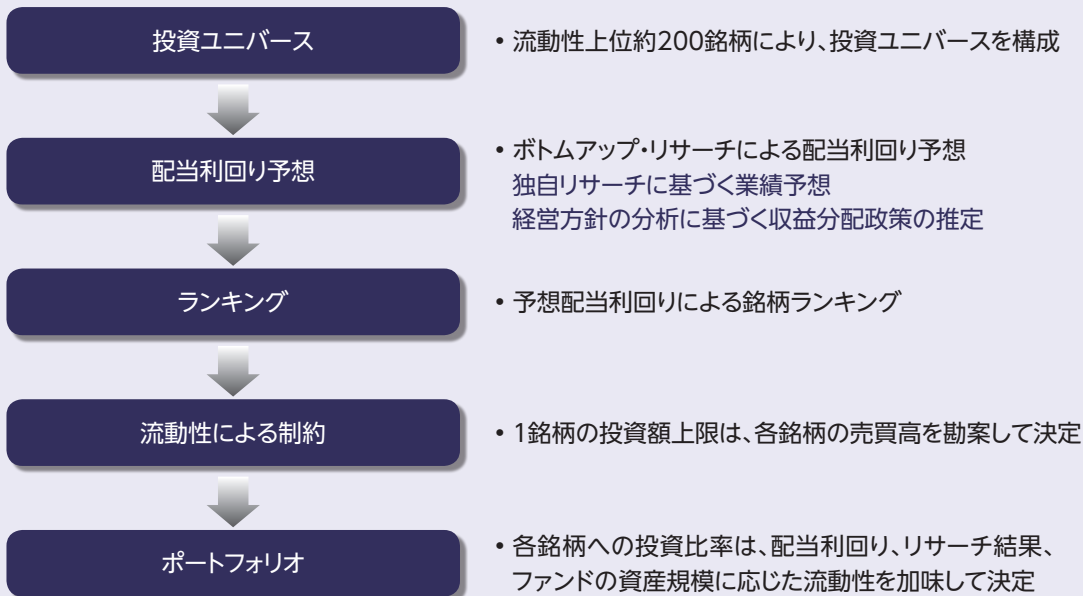 投資ユニバース
• 流動性上位約200銘柄により、投資ユニバースを構成
配当利回り予想
• ボトムアップ・リサーチによる配当利回り予想
独自リサーチに基づく業績予想
経営方針の分析に基づく収益分配政策の推定
ランキング
• 予想配当利回りによる銘柄ランキング
流動性による制約
• 1銘柄の投資額上限は、各銘柄の売買高を勘案して決定
ポートフォリオ
• 各銘柄への投資比率は、配当利回り、リサーチ結果、
ファンドの資産規模に応じた流動性を加味して決定